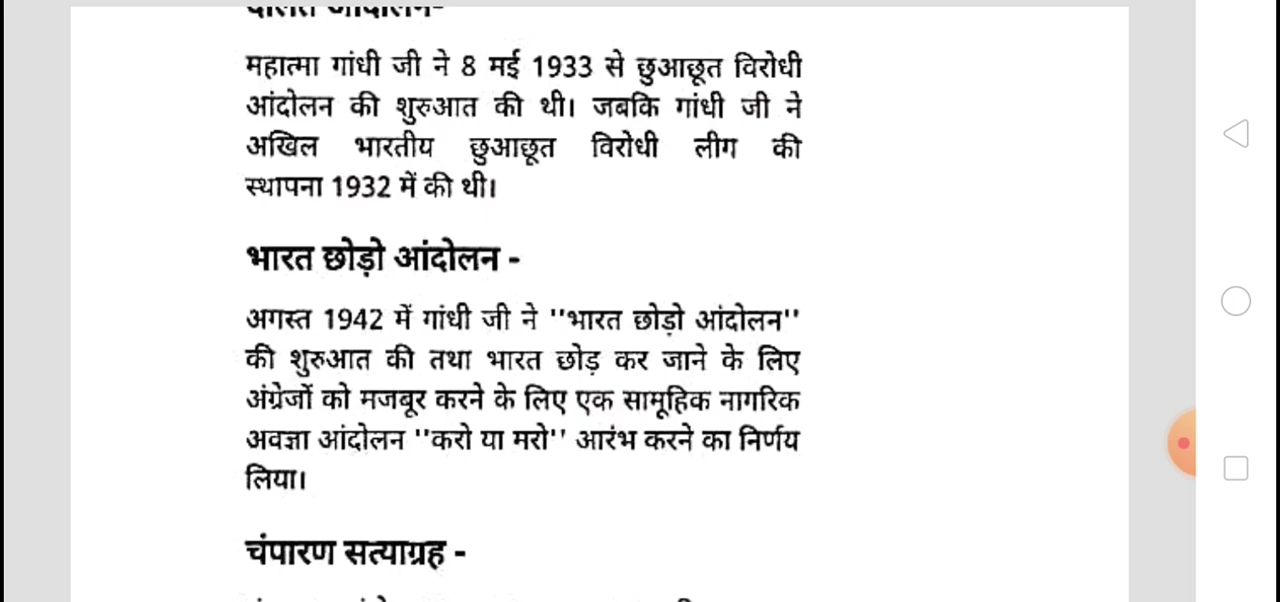 महात्मा गांधी जी ने 8 मई 1933 से छुआछूत विरोधी
आंदोलन की शुरुआत की थी। जबकि गांधी जी ने
अखिल भारतीय छुआछूत विरोधी लीग की
स्थापना 1932 में की थी।
भारत छोड़ो आंदोलन -
अगस्त 1942 में गांधी जी ने ''भारत छोड़ो आंदोलन''
की शुरुआत की तथा भारत छोड़ कर जाने के लिए
अंग्रेजों को मजबूर करने के लिए एक सामूहिक नागरिक
अवज्ञा आंदोलन ''करो या मरो'' आरंभ करने का निर्णय
लिया।
चंपारण सत्याग्रह -